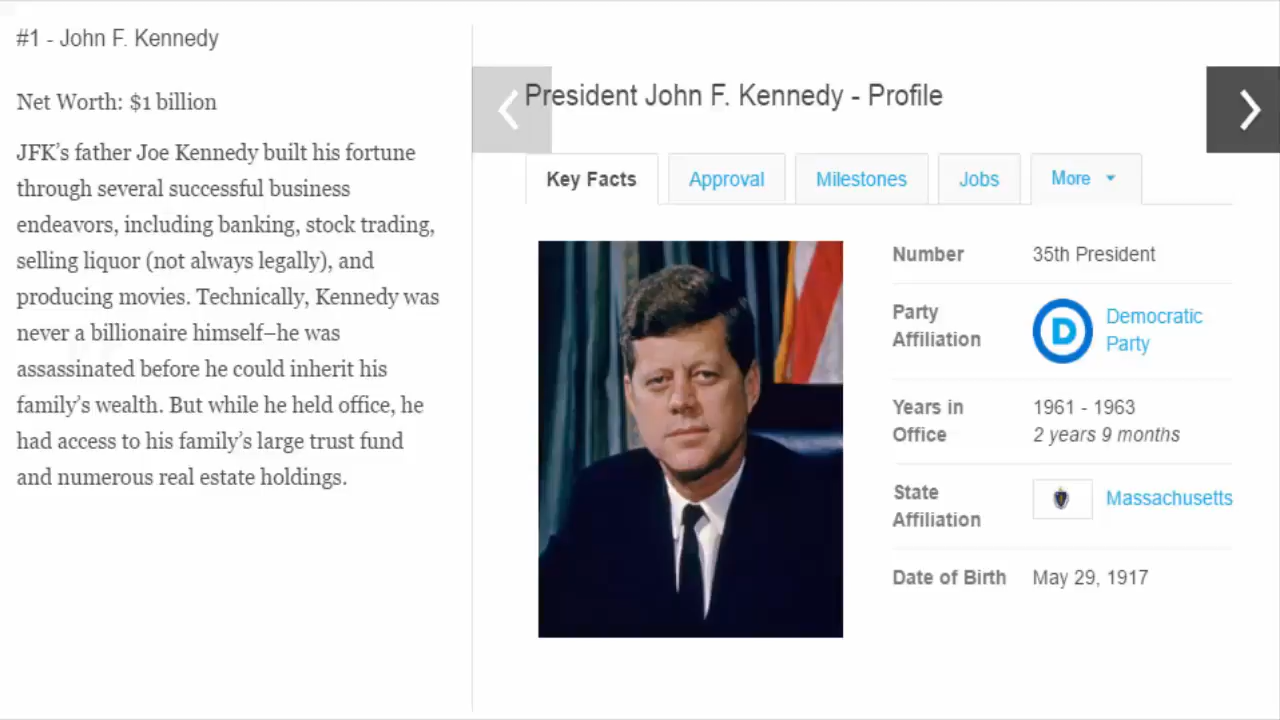 #1 - John F. Kennedy
Net Worth: $1 billion
JFK's father Joe Kennedy built his fortune
through several successful business
endeavors, including banking, stock trading,
selling liquor (not always legally), and
producing movies. Technically, Kennedy was
never a billionaire himself–he was
assassinated before he could inherit his
family's wealth. But while he held office, he
had access to his family's large trust fund
and numerous real estate holdings.
President John F. Kennedy - Profile
Key Facts Approval Milestones Jobs More
Number 35th President
Party
Affiliation
D
Democratic
Party
Years in
Office
1961 - 1963
2 years 9 months
State
Affiliation
Massachusetts
Date of Birth May 29, 1917